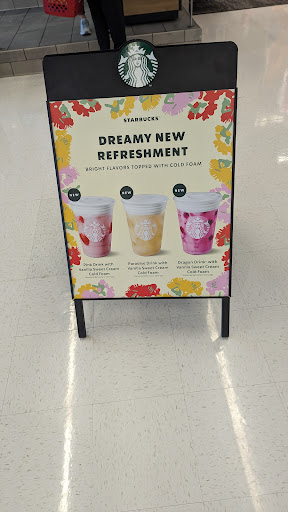 STARBUCKS
DREAMY NEW
REFRESHMENT
BRIGHT FLAVORS TOPPED WITH COLD FOAM
NEW
NEW
NEW
Pink Drink with
Vanilla Sweet Cream
Cold Foam
Paradise Drink with
Vanilla Sweet Cream
Cold Foam
Dragon Drink with
Vanilla Sweet Cream
Cold Foam